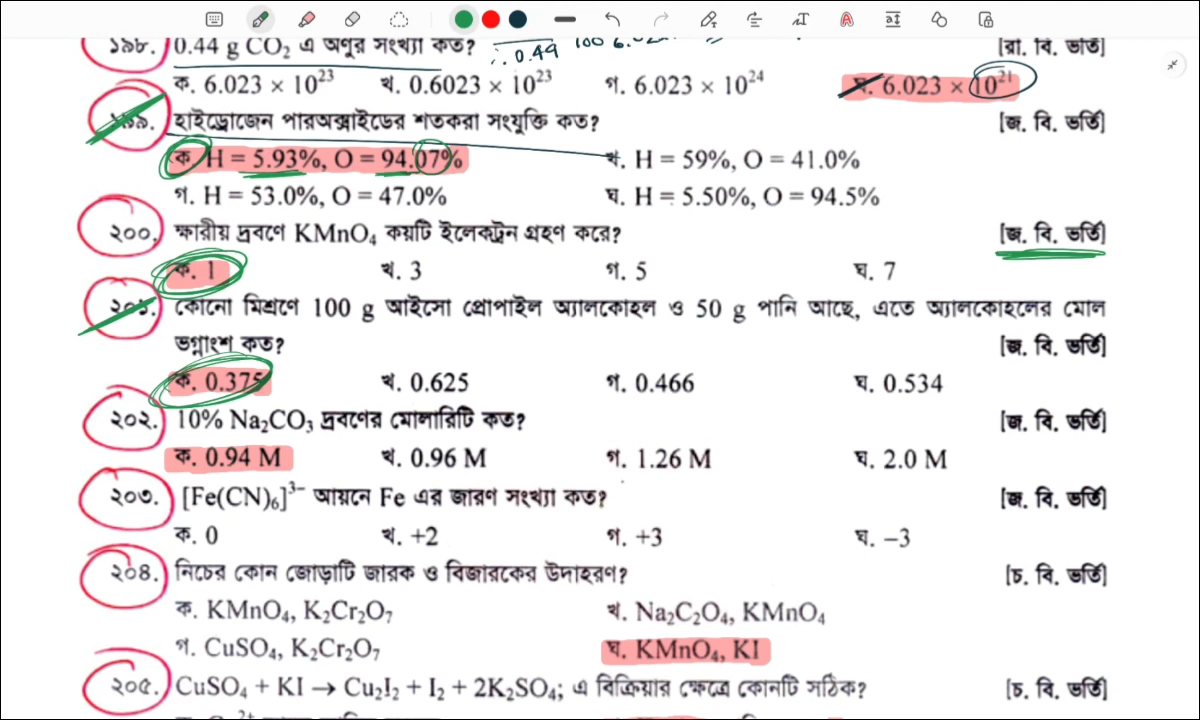 ১৯৮. 0.44 g CO₂ এ অণুর সংখ্যা কত? [রা. বি. ভর্তি]
∴ 0.44
ক. 6.023 × 10²³ খ. 0.6023 × 10²³ গ. 6.023 × 10²⁴ ঘ. 6.023 × 10²¹
১৯৯. হাইড্রোজেন পারঅক্সাইডের শতকরা সংযুক্তি কত? [জ. বি. ভর্তি]
ক. H = 5.93%, O = 94.07% খ. H = 59%, O = 41.0%
গ. H = 53.0%, O = 47.0% ঘ. H = 5.50%, O = 94.5%
২০০. ক্ষারীয় দ্রবণে KMnO₄ কয়টি ইলেকট্রন গ্রহণ করে? [জ. বি. ভর্তি]
ক. 1 খ. 3 গ. 5 ঘ. 7
২০১. কোনো মিশ্রণে 100 g আইসো প্রোপাইল অ্যালকোহল ও 50 g পানি আছে, এতে অ্যালকোহলের মোল
ভগ্নাংশ কত? [জ. বি. ভর্তি]
ক. 0.375 খ. 0.625 গ. 0.466 ঘ. 0.534
২০২. 10% Na₂CO₃ দ্রবণের মোলারিটি কত? [জ. বি. ভর্তি]
ক. 0.94 M খ. 0.96 M গ. 1.26 M ঘ. 2.0 M
২০৩. [Fe(CN)₆]³⁻ আয়নে Fe এর জারণ সংখ্যা কত? [জ. বি. ভর্তি]
ক. 0 খ. +2 গ. +3 ঘ. –3
২০৪. নিচের কোন জোড়াটি জারক ও বিজারকের উদাহরণ? [চ. বি. ভর্তি]
ক. KMnO₄, K₂Cr₂O₇ খ. Na₂C₂O₄, KMnO₄
গ. CuSO₄, K₂Cr₂O₇ ঘ. KMnO₄, KI
২০৫. CuSO₄ + KI → Cu₂I₂ + I₂ + 2K₂SO₄; এ বিক্রিয়ার ক্ষেত্রে কোনটি সঠিক? [চ. বি. ভর্তি]